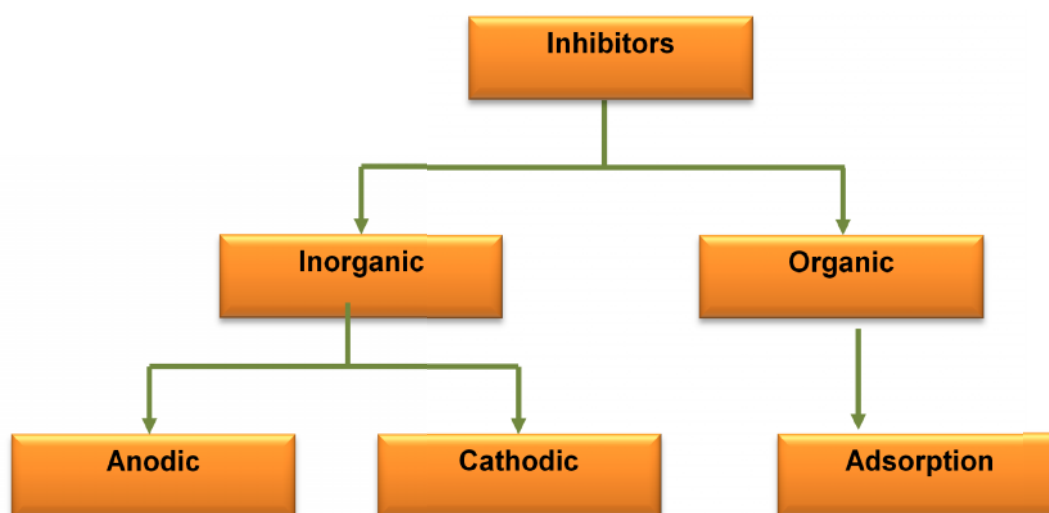 Inhibitors
Inorganic
Organic
Anodic
Cathodic
Adsorption